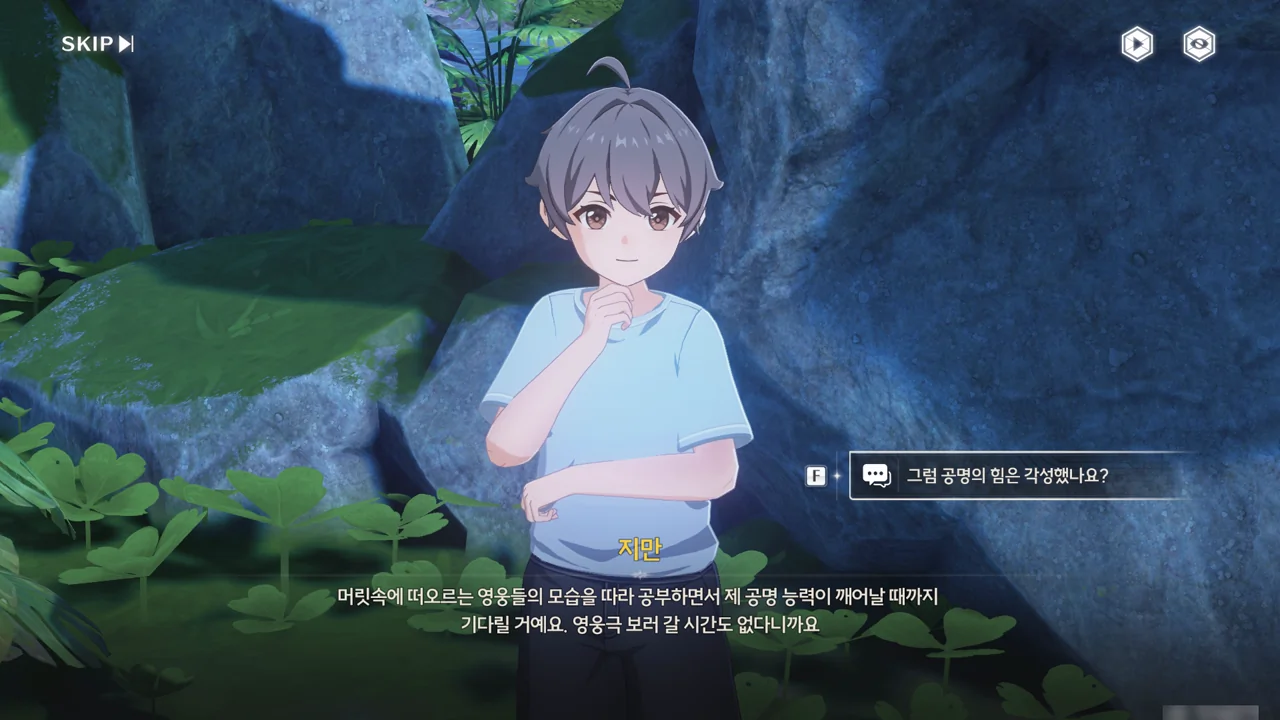 SKIP
F
그럼 공명의 힘은 각성했나요?
지만
머릿속에 떠오르는 영웅들의 모습을 따라 공부하면서 제 공명 능력이 깨어날 때까지
기다릴 거예요. 영웅극 보러 갈 시간도 없다니까요